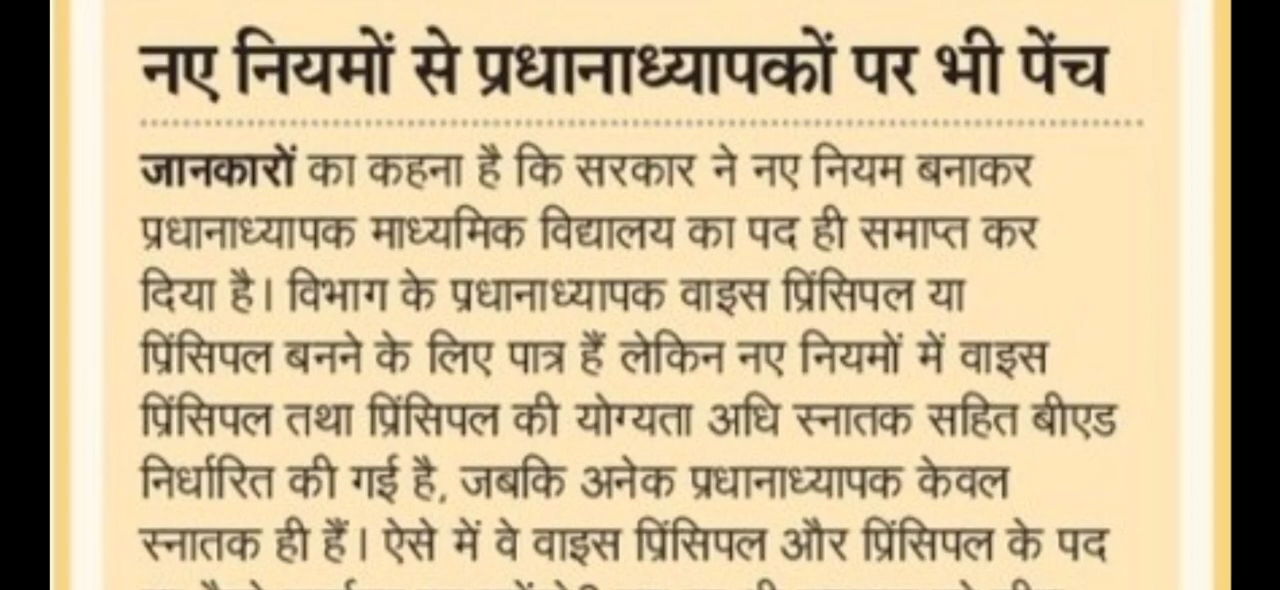 नए नियमों से प्रधानाध्यापकों पर भी पेंच
जानकारों का कहना है कि सरकार ने नए नियम बनाकर
प्रधानाध्यापक माध्यमिक विद्यालय का पद ही समाप्त कर
दिया है। विभाग के प्रधानाध्यापक वाइस प्रिंसिपल या
प्रिंसिपल बनने के लिए पात्र हैं लेकिन नए नियमों में वाइस
प्रिंसिपल तथा प्रिंसिपल की योग्यता अधि स्नातक सहित बीएड
निर्धारित की गई है, जबकि अनेक प्रधानाध्यापक केवल
स्नातक ही हैं। ऐसे में वे वाइस प्रिंसिपल और प्रिंसिपल के पद